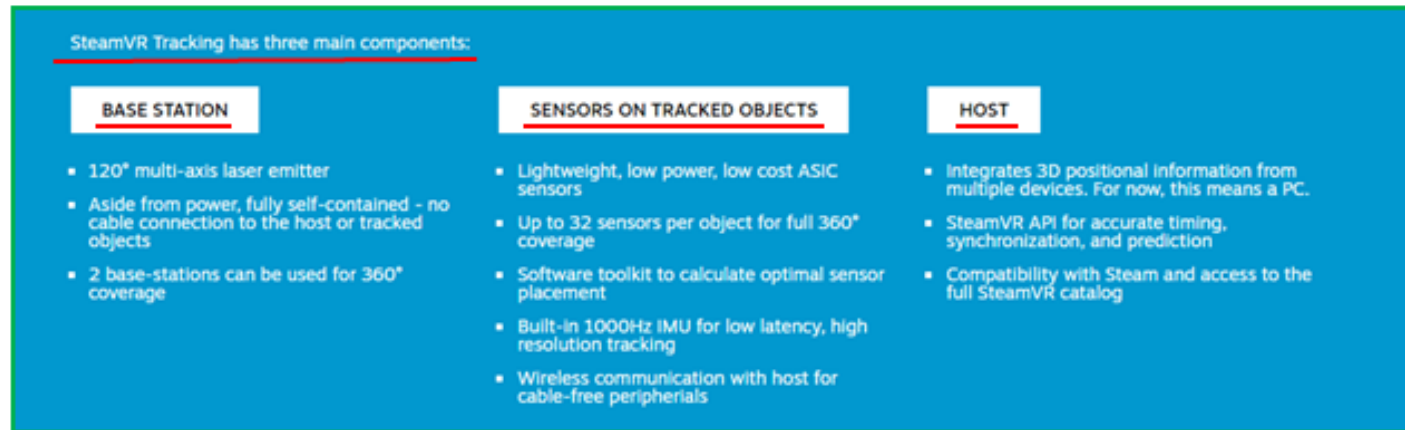 SteamVR Tracking has three main components:
BASE STATION
▪ 120° multi-axis laser emitter
▪ Aside from power, fully self-contained - no
cable connection to the host or tracked
objects
▪ 2 base-stations can be used for 360°
coverage
SENSORS ON TRACKED OBJECTS
▪ Lightweight, low power, low cost ASIC
sensors
▪ Up to 32 sensors per object for full 360°
coverage
▪ Software toolkit to calculate optimal sensor
placement
▪ Built-in 1000Hz IMU for low latency, high
resolution tracking
▪ Wireless communication with host for
cable-free peripherials
HOST
▪ Integrates 3D positional information from
multiple devices. For now, this means a PC.
▪ SteamVR API for accurate timing,
synchronization, and prediction
▪ Compatibility with Steam and access to the
full SteamVR catalog